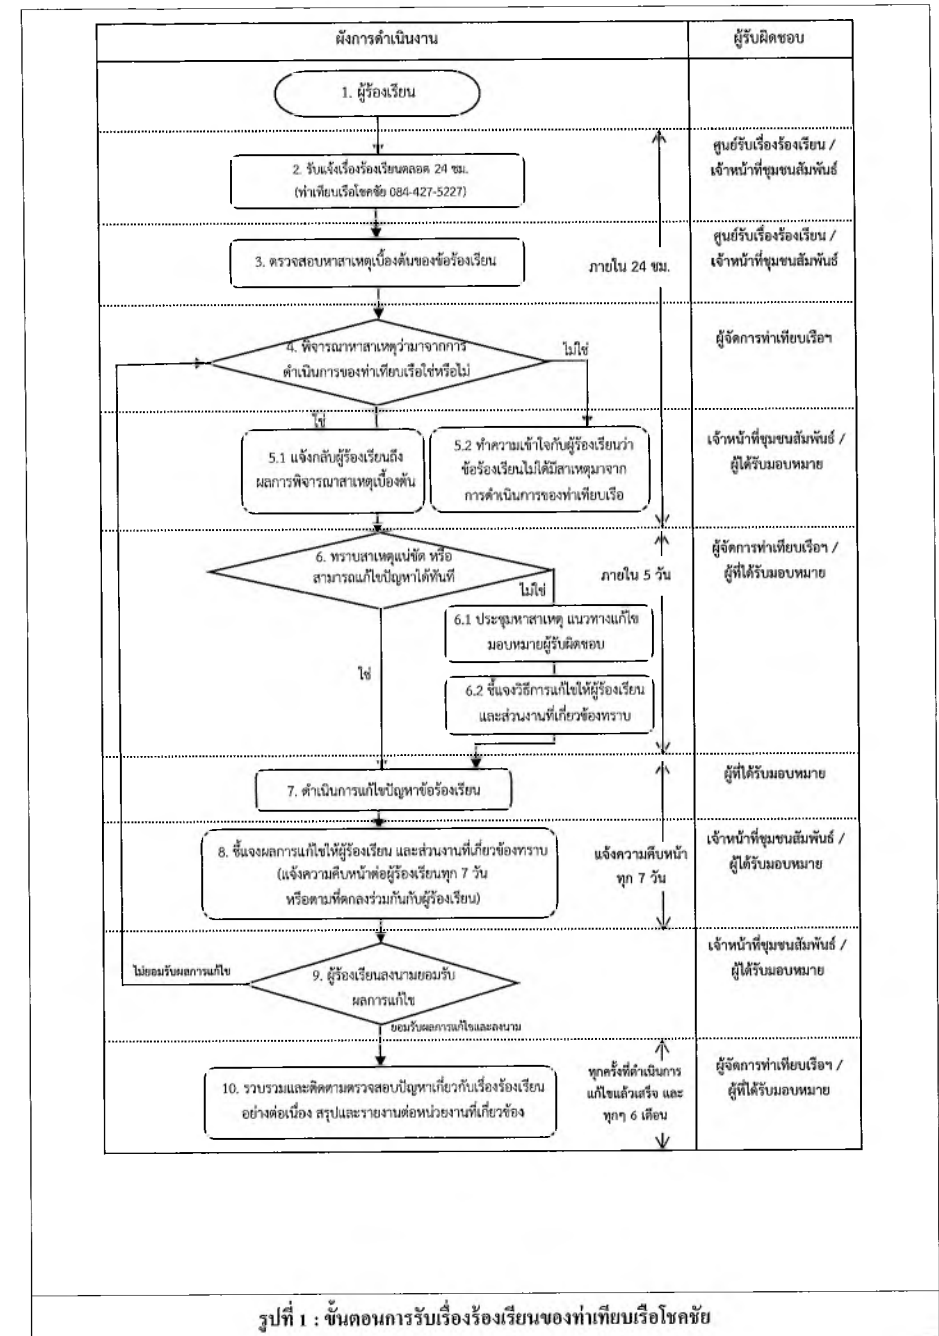 ผังการดำเนินงาน
ผู้รับผิดชอบ
1. ผู้ร้องเรียน
2. รับแจ้งเรื่องร้องเรียนตลอด 24 ชม.
(ท่าเทียบเรือโชคชัย 084-427-5227)
ศูนย์รับเรื่องร้องเรียน /
เจ้าหน้าที่ชุมชนสัมพันธ์
3. ตรวจสอบหาสาเหตุเบื้องต้นของข้อร้องเรียน
ภายใน 24 ชม.
ศูนย์รับเรื่องร้องเรียน /
เจ้าหน้าที่ชุมชนสัมพันธ์
4. พิจารณาหาสาเหตุว่ามาจากการ
ดำเนินการของท่าเทียบเรือใช่หรือไม่
ไม่ใช่
ผู้จัดการท่าเทียบเรือฯ
ใช่
5.1 แจ้งกลับผู้ร้องเรียนถึง
ผลการพิจารณาสาเหตุเบื้องต้น
5.2 ทำความเข้าใจกับผู้ร้องเรียนว่า
ข้อร้องเรียนไม่ได้มีสาเหตุมาจาก
การดำเนินการของท่าเทียบเรือ
เจ้าหน้าที่ชุมชนสัมพันธ์ /
ผู้ได้รับมอบหมาย
6. ทราบสาเหตุแน่ชัด หรือ
สามารถแก้ไขปัญหาได้ทันที
ไม่ใช่
ภายใน 5 วัน
ผู้จัดการท่าเทียบเรือฯ /
ผู้ที่ได้รับมอบหมาย
6.1 ประชุมหาสาเหตุ แนวทางแก้ไข
มอบหมายผู้รับผิดชอบ
ใช่
6.2 ชี้แจงวิธีการแก้ไขให้ผู้ร้องเรียน
และส่วนงานที่เกี่ยวข้องทราบ
7. ดำเนินการแก้ไขปัญหาข้อร้องเรียน
ผู้ที่ได้รับมอบหมาย
8. ชี้แจงผลการแก้ไขให้ผู้ร้องเรียน และส่วนงานที่เกี่ยวข้องทราบ
(แจ้งความคืบหน้าต่อผู้ร้องเรียนทุก 7 วัน
หรือตามที่ตกลงร่วมกันกับผู้ร้องเรียน)
แจ้งความคืบหน้า
ทุก 7 วัน
เจ้าหน้าที่ชุมชนสัมพันธ์ /
ผู้ได้รับมอบหมาย
ไม่ยอมรับผลการแก้ไข
9. ผู้ร้องเรียนลงนามยอมรับ
ผลการแก้ไข
เจ้าหน้าที่ชุมชนสัมพันธ์ /
ผู้ได้รับมอบหมาย
ยอมรับผลการแก้ไขและลงนาม
10. รวบรวมและติดตามตรวจสอบปัญหาเกี่ยวกับเรื่องร้องเรียน
อย่างต่อเนื่อง สรุปและรายงานต่อหน่วยงานที่เกี่ยวข้อง
ทุกครั้งที่ดำเนินการ
แก้ไขแล้วเสร็จ และ
ทุกๆ 6 เดือน
ผู้จัดการท่าเทียบเรือฯ /
ผู้ที่ได้รับมอบหมาย
รูปที่ 1 : ขั้นตอนการรับเรื่องร้องเรียนของท่าเทียบเรือโชคชัย